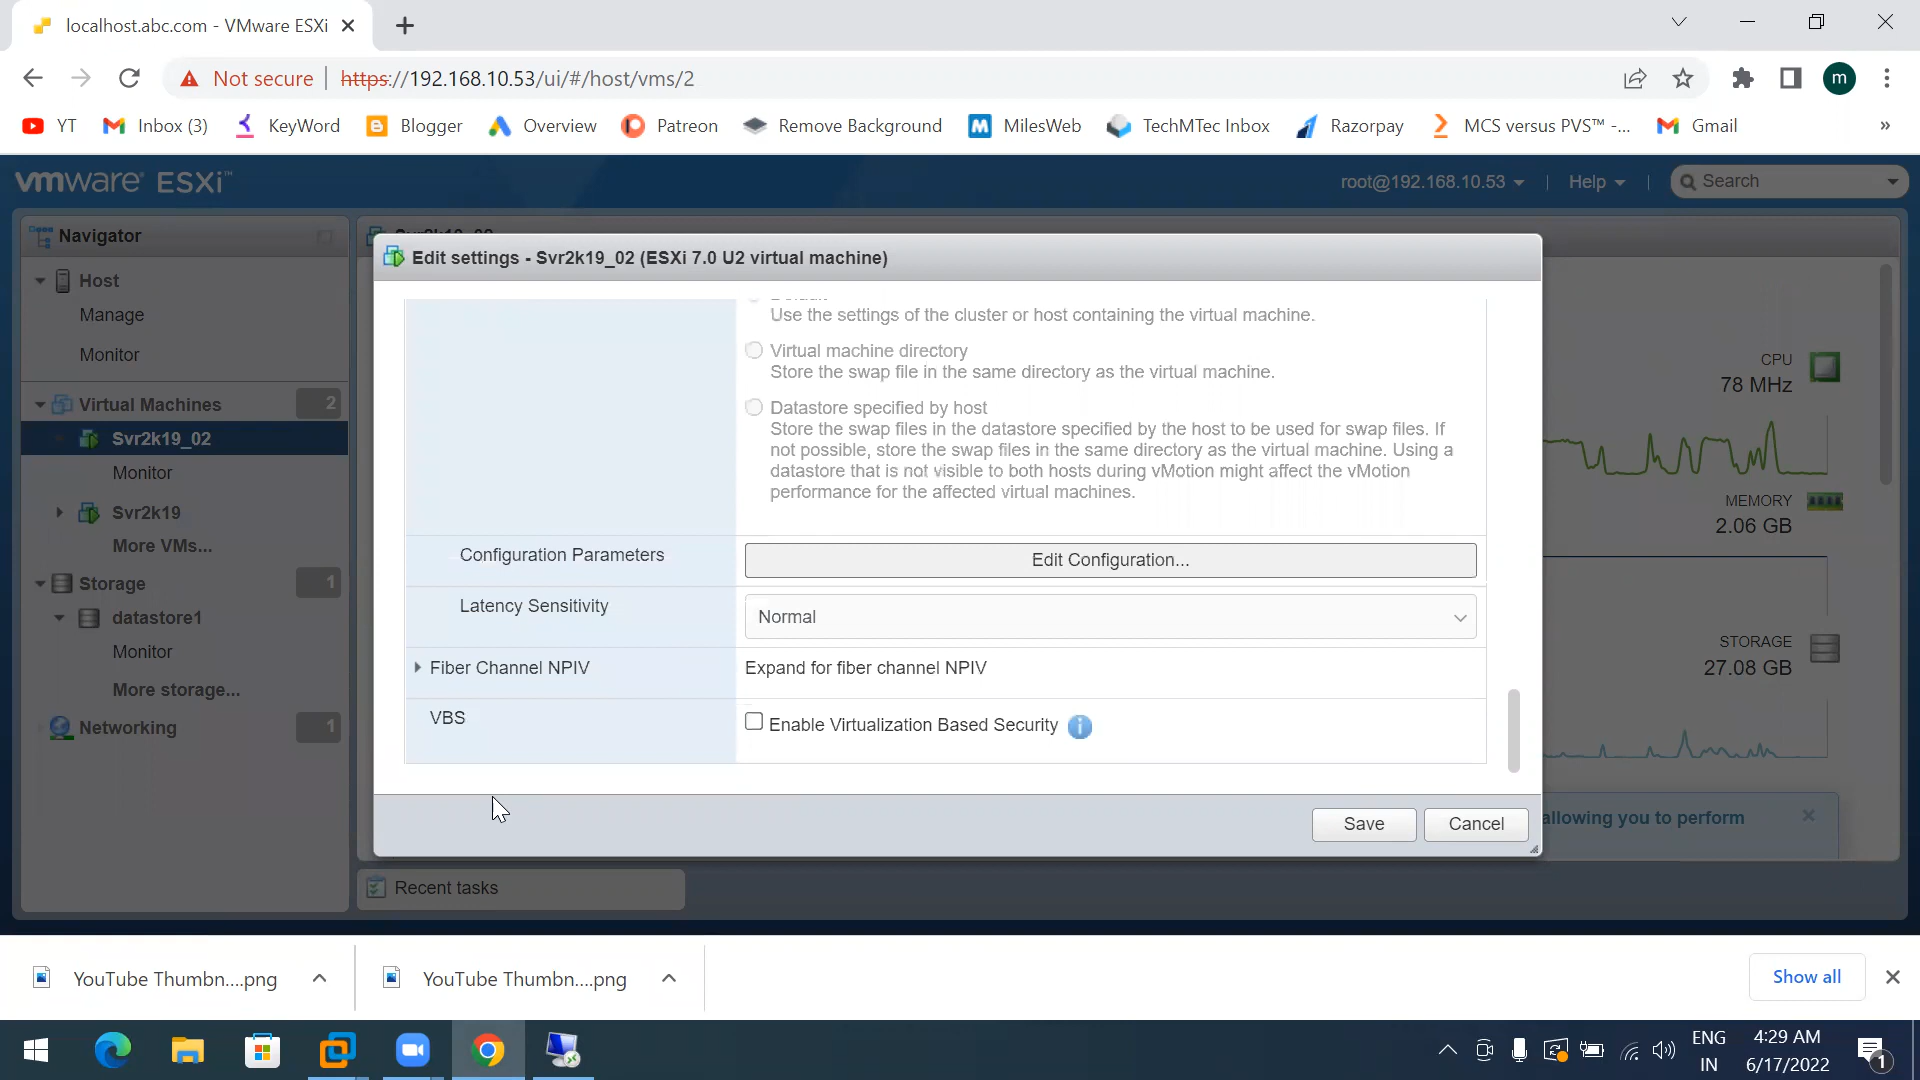 localhost.abc.com - VMware ESXi
Not secure
https://192.168.10.53/ui/#/host/vms/2
m
YT
Inbox (3)
KeyWord
Blogger
Overview
Patreon
Remove Background
MilesWeb
TechMTec Inbox
Razorpay
MCS versus PVS™ -...
Gmail
»
vmware ESXi™
root@192.168.10.53
Help
Search
Navigator
Host
Manage
Monitor
Virtual Machines
2
Svr2k19_02
Monitor
Svr2k19
More VMs...
Storage
1
datastore1
Monitor
More storage...
Networking
1
Edit settings - Svr2k19_02 (ESXi 7.0 U2 virtual machine)
Use the settings of the cluster or host containing the virtual machine.
Virtual machine directory
Store the swap file in the same directory as the virtual machine.
Datastore specified by host
Store the swap files in the datastore specified by the host to be used for swap files. If
not possible, store the swap files in the same directory as the virtual machine. Using a
datastore that is not visible to both hosts during vMotion might affect the vMotion
performance for the affected virtual machines.
Configuration Parameters
Edit Configuration...
Latency Sensitivity
Normal
Fiber Channel NPIV
Expand for fiber channel NPIV
VBS
Enable Virtualization Based Security
Save
Cancel
CPU
78 MHz
MEMORY
2.06 GB
STORAGE
27.08 GB
allowing you to perform
Recent tasks
YouTube Thumbn....png
YouTube Thumbn....png
Show all
ENG
IN
4:29 AM
6/17/2022
1